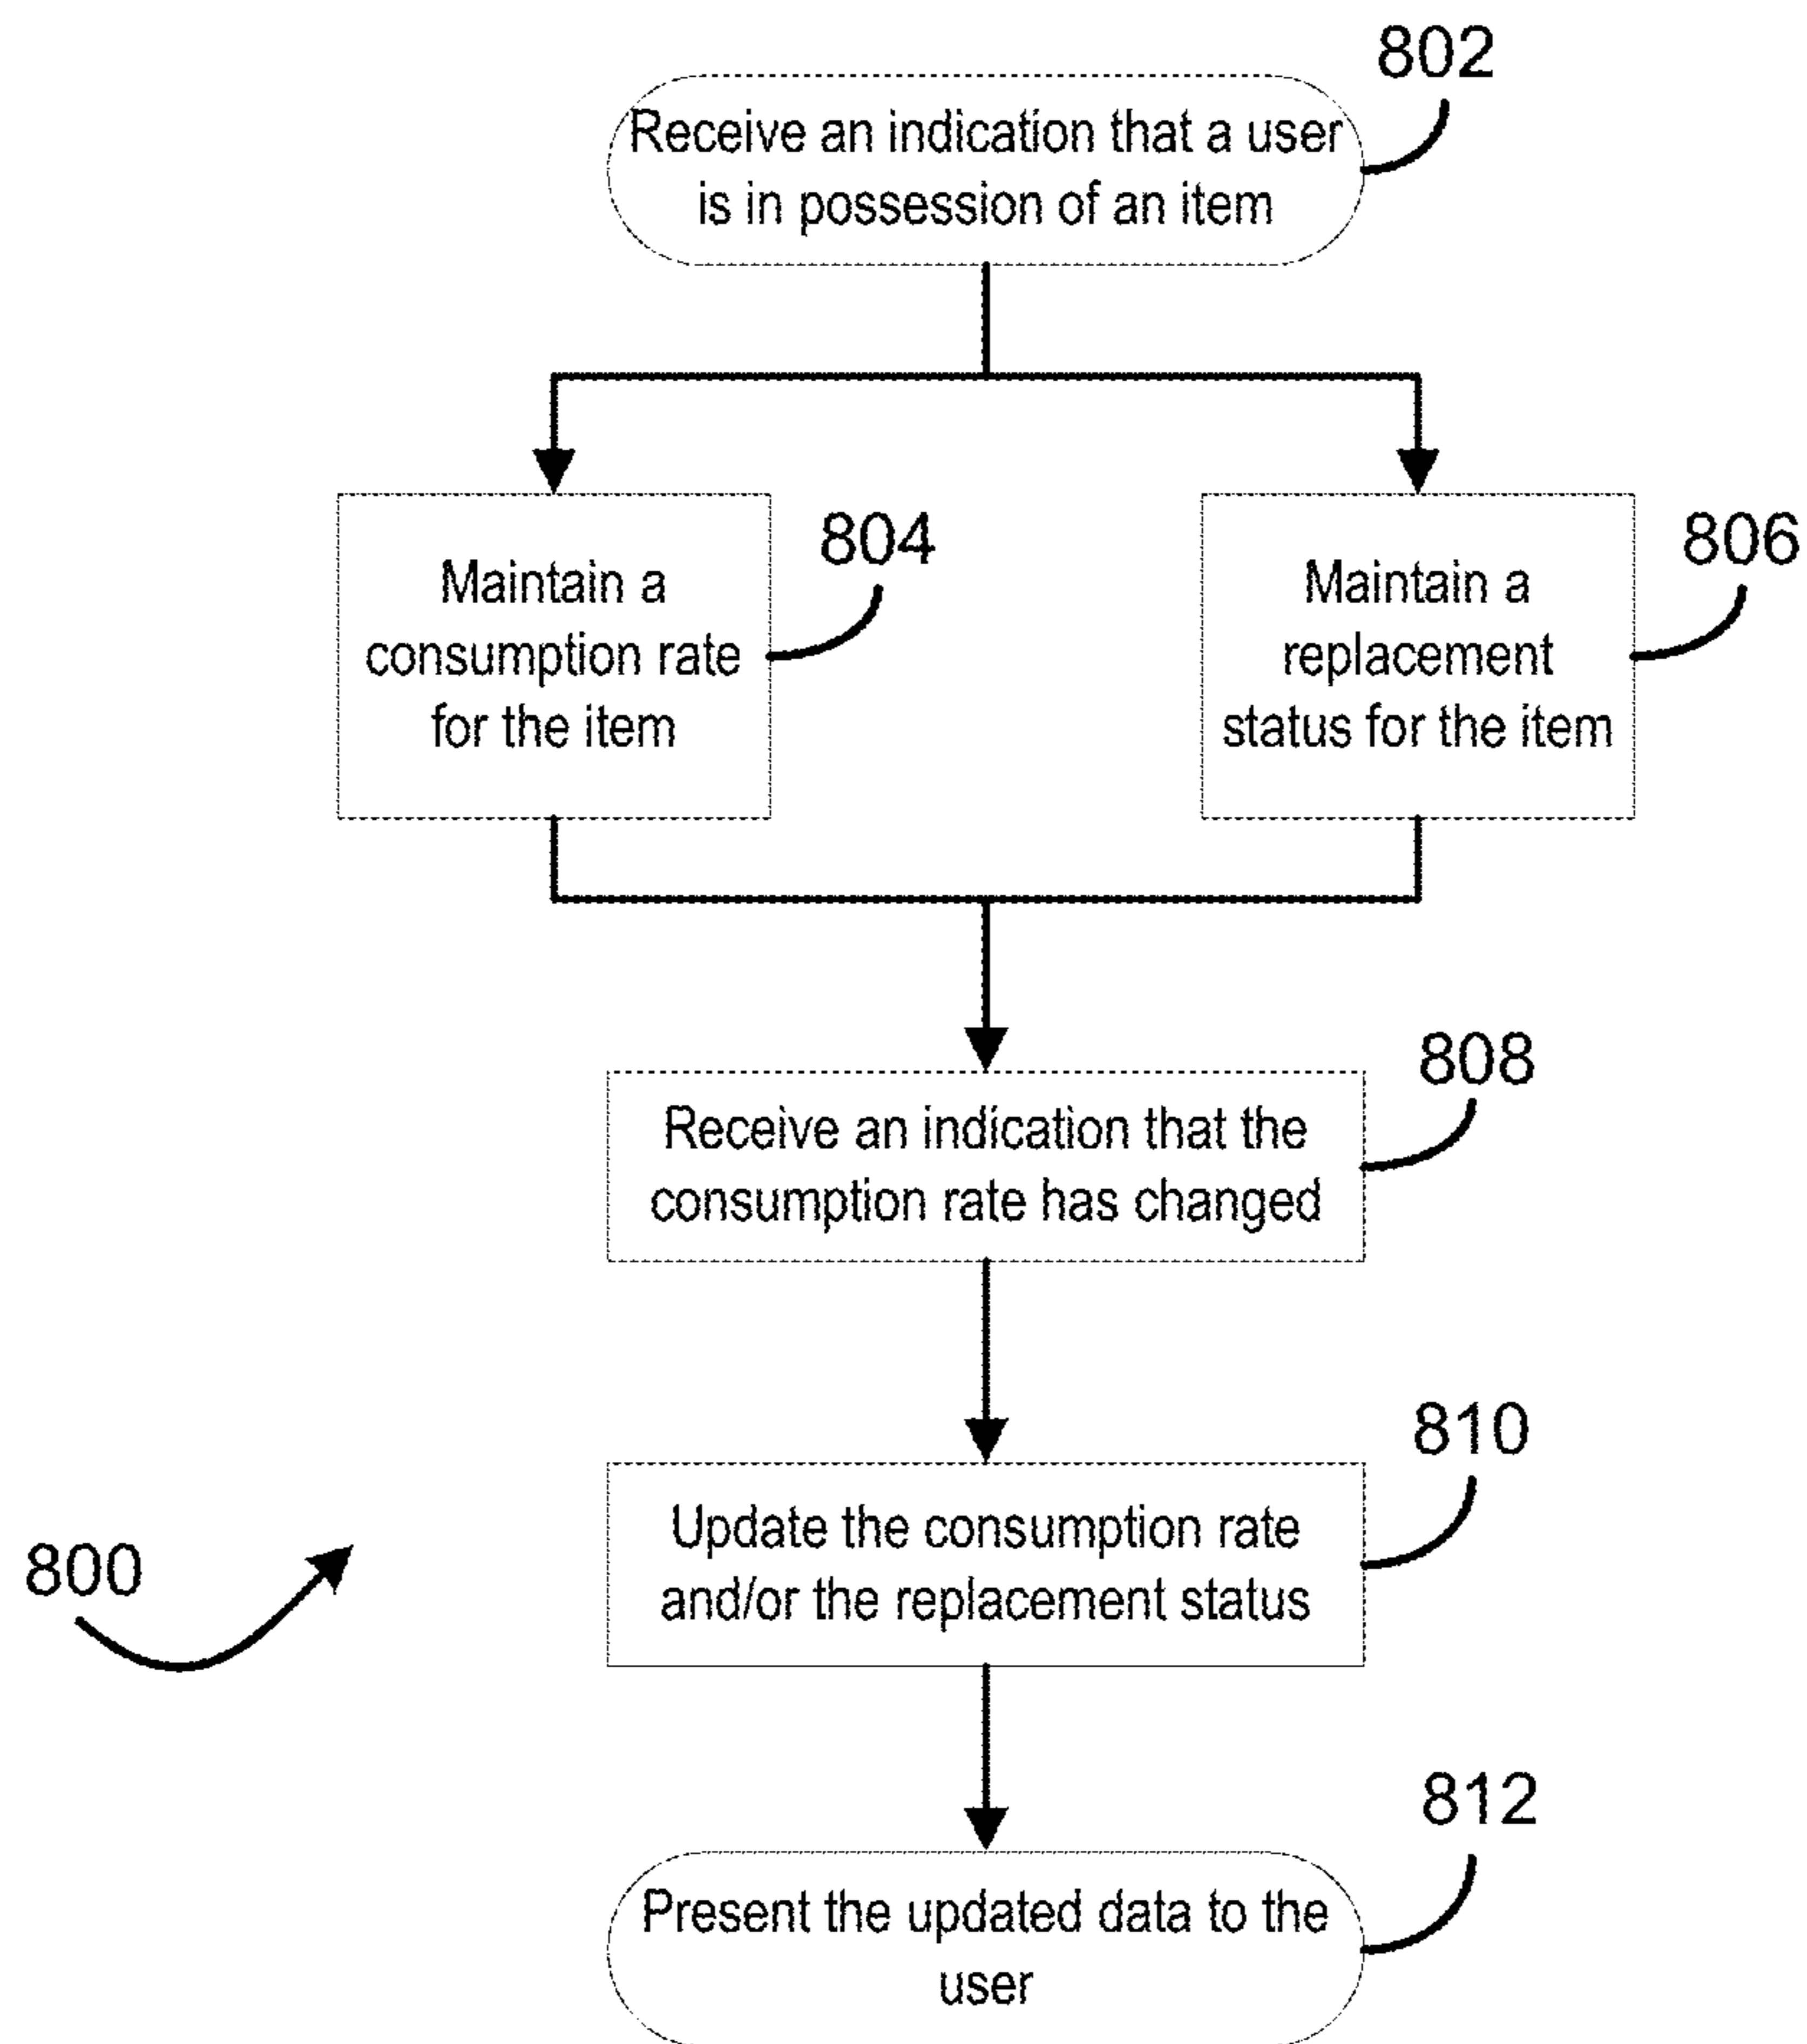 802
Receive an indication that a user
is in possession of an item
804
Maintain a
consumption rate
for the item
806
Maintain a
replacement
status for the item
808
Receive an indication that the
consumption rate has changed
810
Update the consumption rate
and/or the replacement status
800
812
Present the updated data to the
user